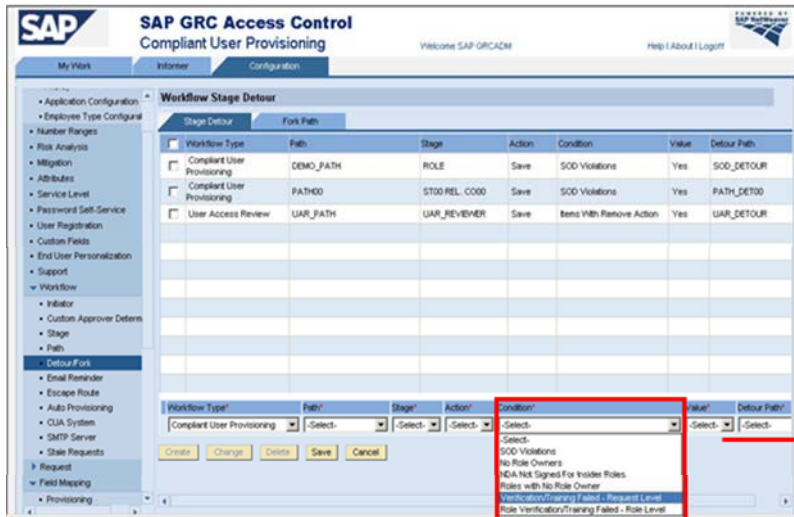 SAP
SAP GRC Access Control
Compliant User Provisioning
Welcome SAP GRCADM
Help | About | Logoff
POWERED BY
SAP NetWeaver
My Work
Informer
Configuration
Application Configuration
Employee Type Configurat
Number Ranges
Risk Analysis
Mitigation
Attributes
Service Level
Password Self-Service
User Registration
Custom Fields
End User Personalization
Support
Workflow
Initiator
Custom Approver Determ
Stage
Path
Detour/Fork
Email Reminder
Escape Route
Auto Provisioning
CUA System
SMTP Server
Stale Requests
Request
Field Mapping
Provisioning
Workflow Stage Detour
Stage Detour
Fork Path
Workflow Type Path Stage Action Condition Value Detour Path
Compliant User Provisioning DEMO_PATH ROLE Save SOD Violations Yes SOD_DETOUR
Compliant User Provisioning PATH00 ST00 REL. CO00 Save SOD Violations Yes PATH_DET00
User Access Review UAR_PATH UAR_REVIEWER Save Items With Remove Action Yes UAR_DETOUR
Workflow Type* Path* Stage* Action* Condition* Value* Detour Path*
Compliant User Provisioning -Select- -Select- -Select- -Select- -Select- -Select-
Create Change Delete Save Cancel
-Select-
SOD Violations
No Role Owners
NDA Not Signed For Insider Roles
Roles with No Role Owner
Verification/Training Failed - Request Level
Role Verification/Training Failed - Role Level